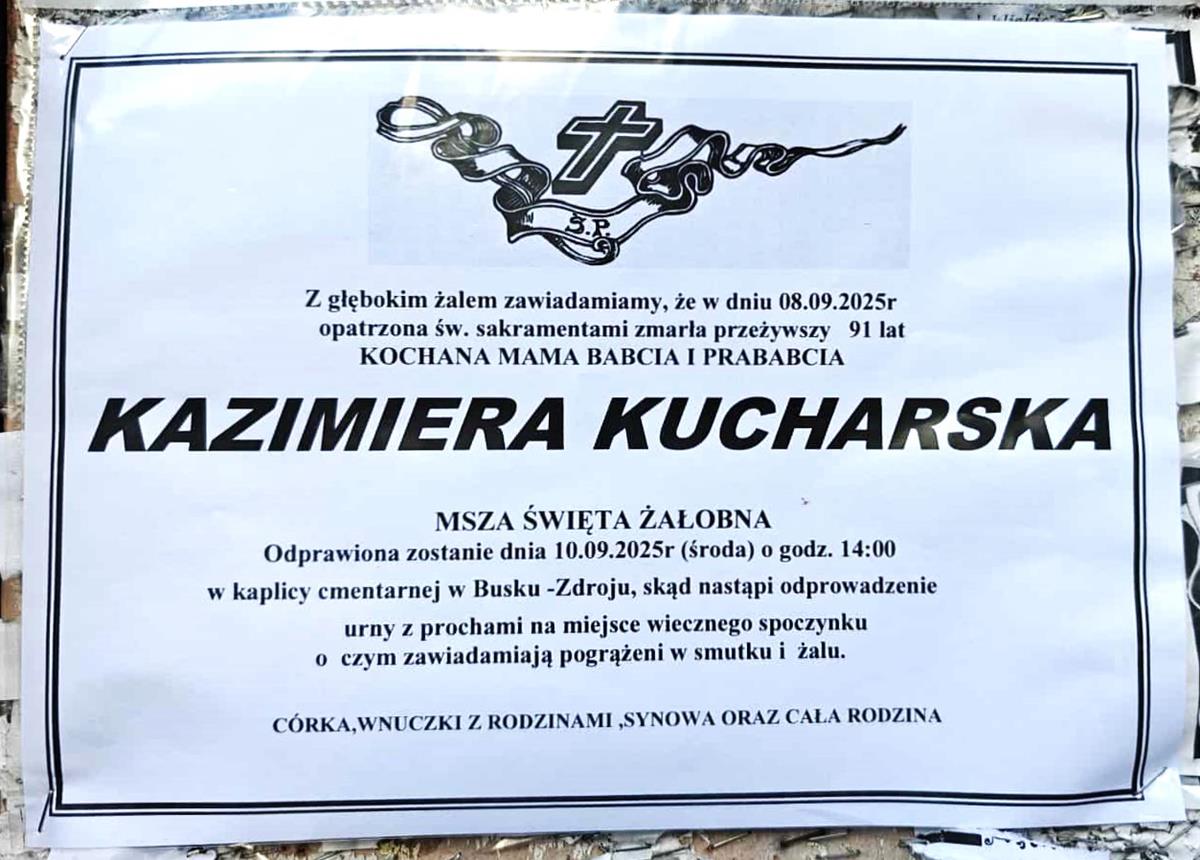 Ś.P.
Z głębokim żalem zawiadamiamy, że w dniu 08.09.2025r
opatrzona św. sakramentami zmarła przeżywszy 91 lat
KOCHANA MAMA BABCIA I PRABABCIA
KAZIMIERA KUCHARSKA
MSZA ŚWIĘTA ŻAŁOBNA
Odprawiona zostanie dnia 10.09.2025r (środa) o godz. 14:00
w kaplicy cmentarnej w Busku -Zdroju, skąd nastąpi odprowadzenie
urny z prochami na miejsce wiecznego spoczynku
o czym zawiadamiają pogrążeni w smutku i żalu.
CÓRKA,WNUCZKI Z RODZINAMI ,SYNOWA ORAZ CAŁA RODZINA